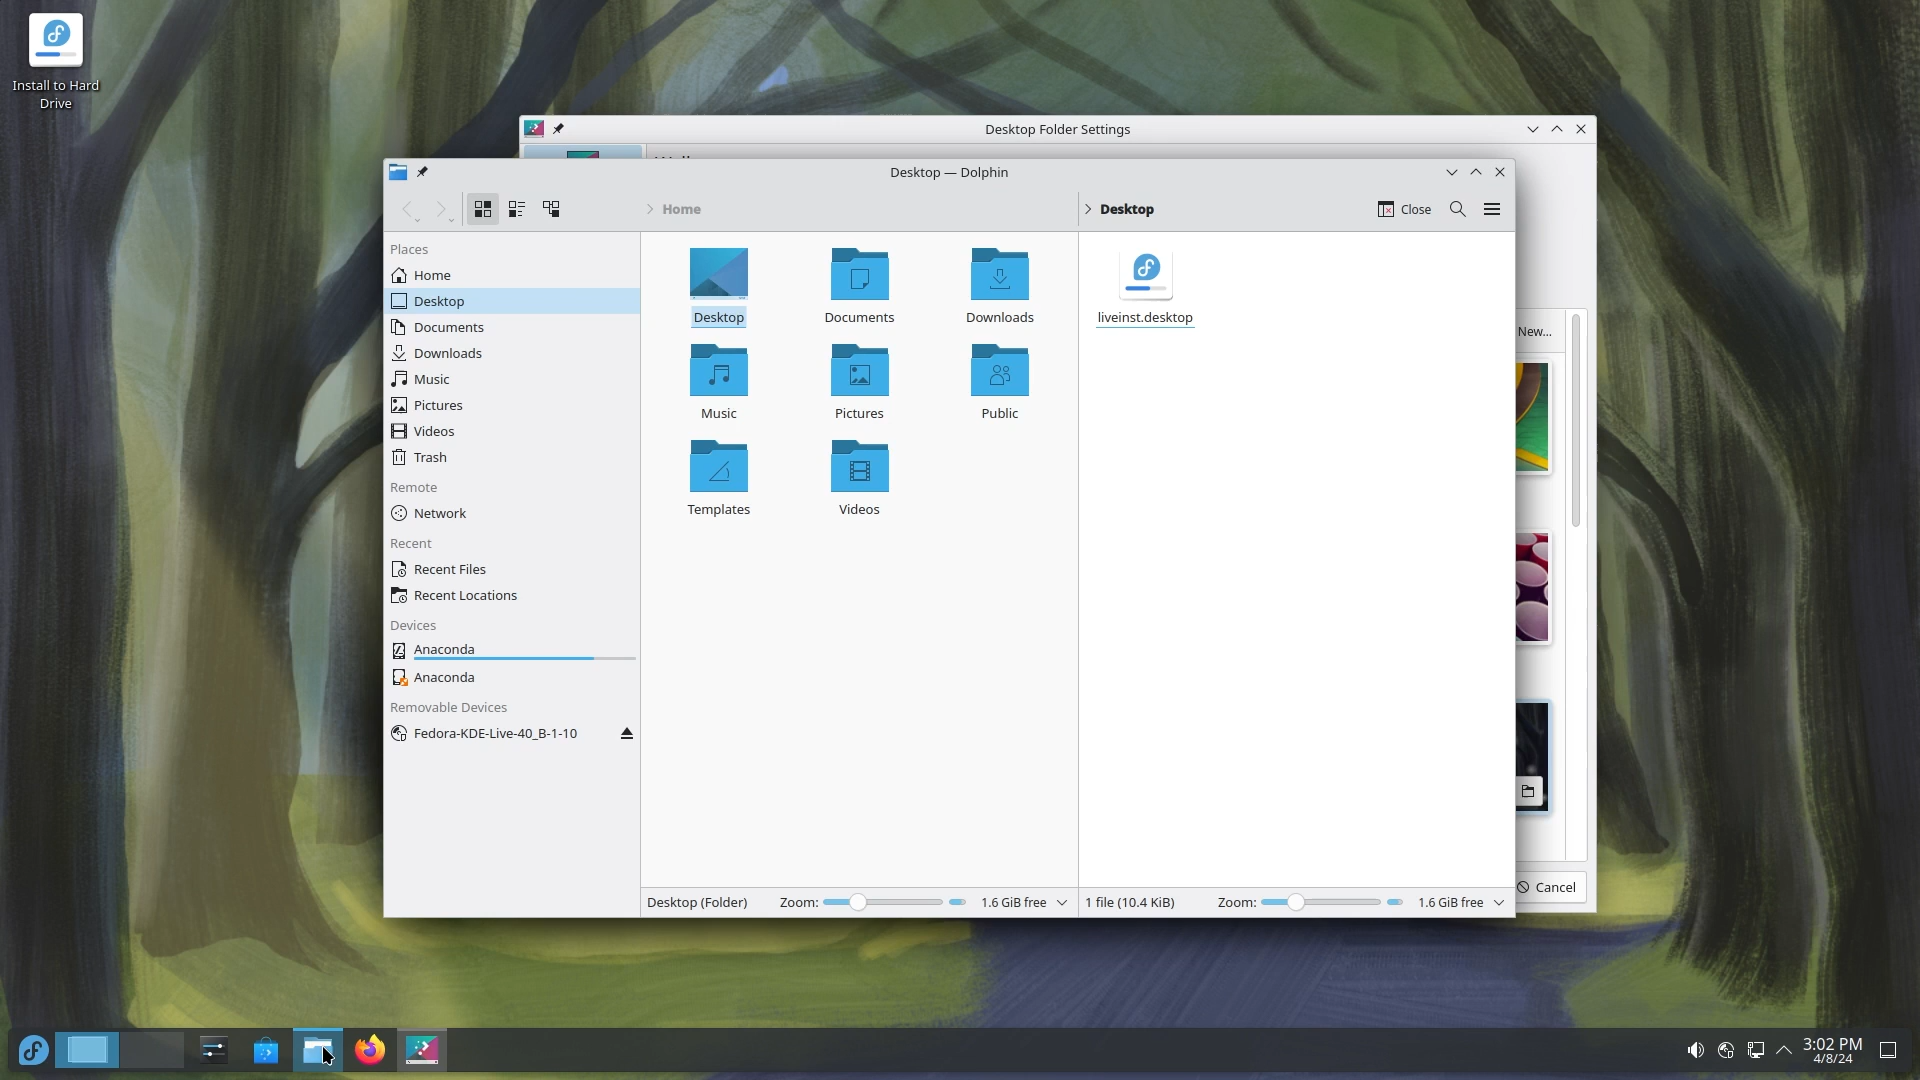 Install to Hard
Drive
Desktop Folder Settings
Desktop — Dolphin
Home
Desktop
Close
Places
Home
Desktop
Documents
Downloads
Music
Pictures
Videos
Trash
Remote
Network
Recent
Recent Files
Recent Locations
Devices
Anaconda
Anaconda
Removable Devices
Fedora-KDE-Live-40_B-1-10
Desktop
Documents
Downloads
Music
Pictures
Public
Templates
Videos
liveinst.desktop
New...
Desktop (Folder)
Zoom:
1.6 GiB free
1 file (10.4 KiB)
Zoom:
1.6 GiB free
Cancel
3:02 PM
4/8/24